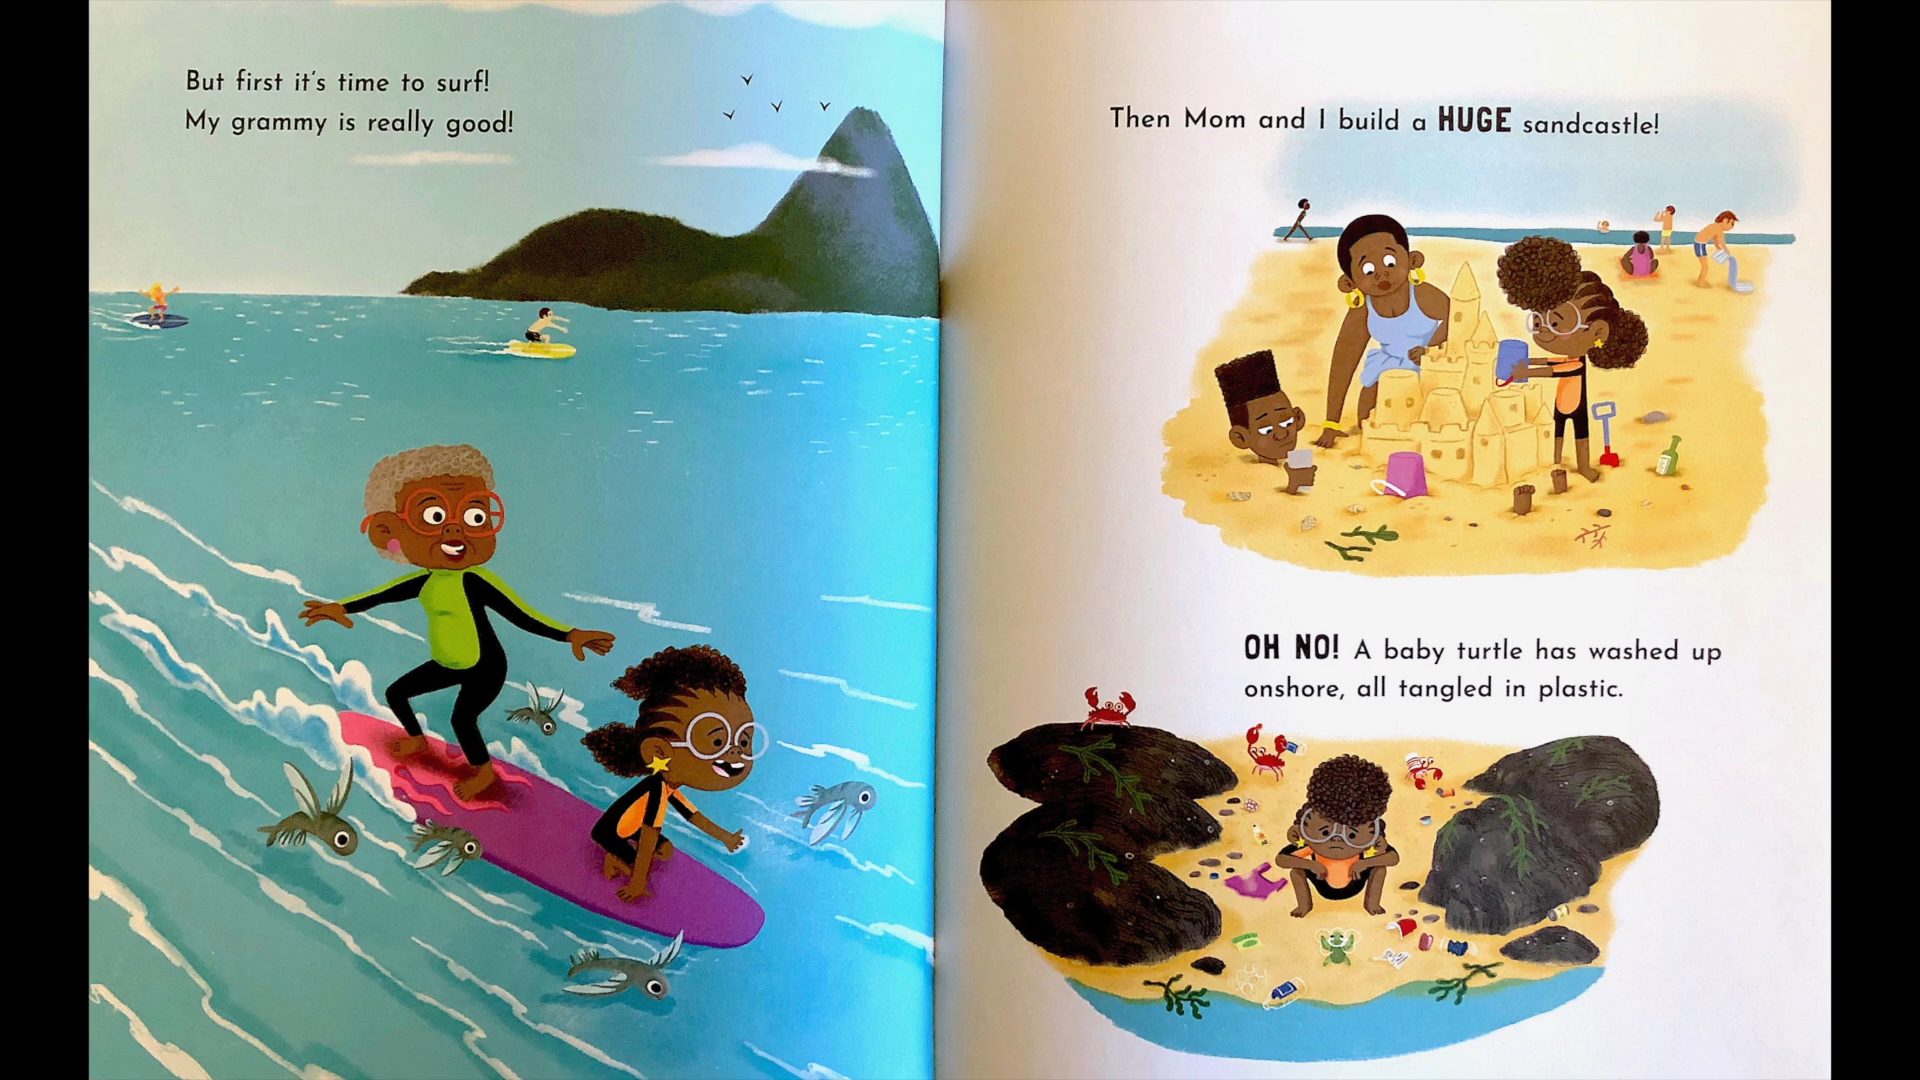 But first it's time to surf!
My grammy is really good!
Then Mom and I build a HUGE sandcastle!
OH NO! A baby turtle has washed up
onshore, all tangled in plastic.